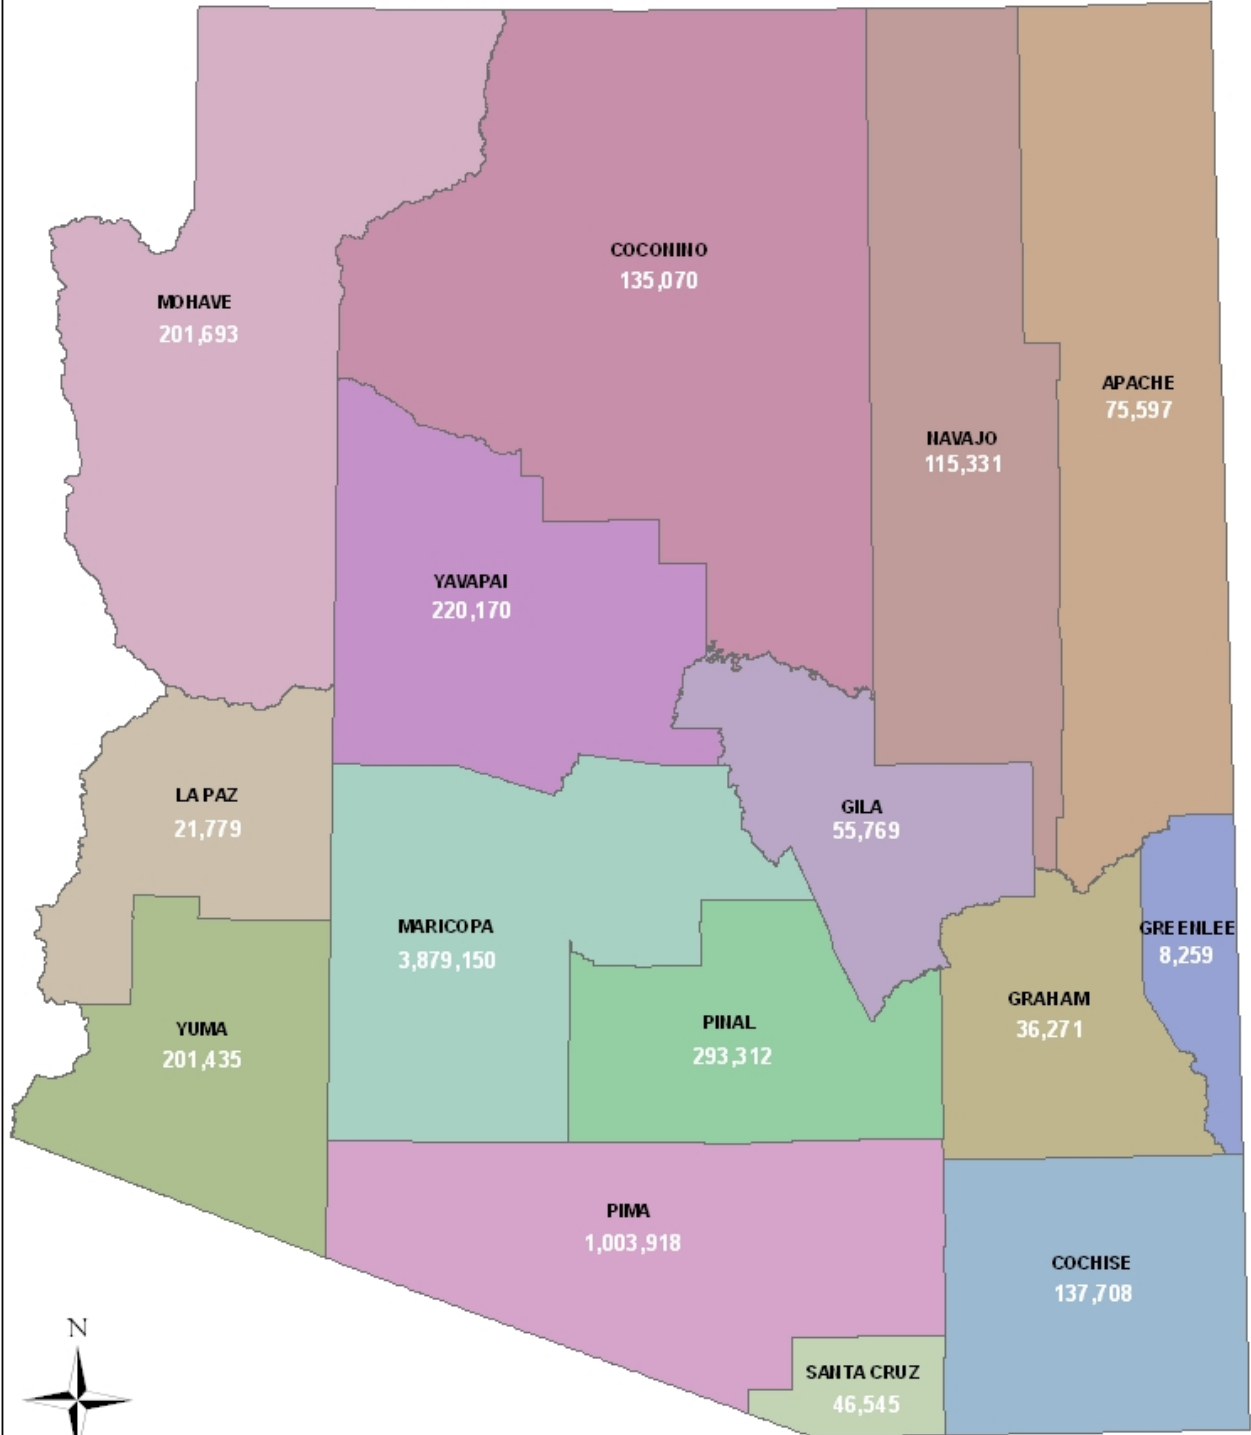 COCONINO
135,070
MOHAVE
201,693
APACHE
75,597
NAVAJO
115,331
YAVAPAI
220,170
LA PAZ
21,779
GILA
55,769
MARICOPA
3,879,150
GREENLEE
8,259
GRAHAM
36,271
PINAL
293,312
YUMA
201,435
PIMA
1,003,918
COCHISE
137,708
N
SANTA CRUZ
46,545